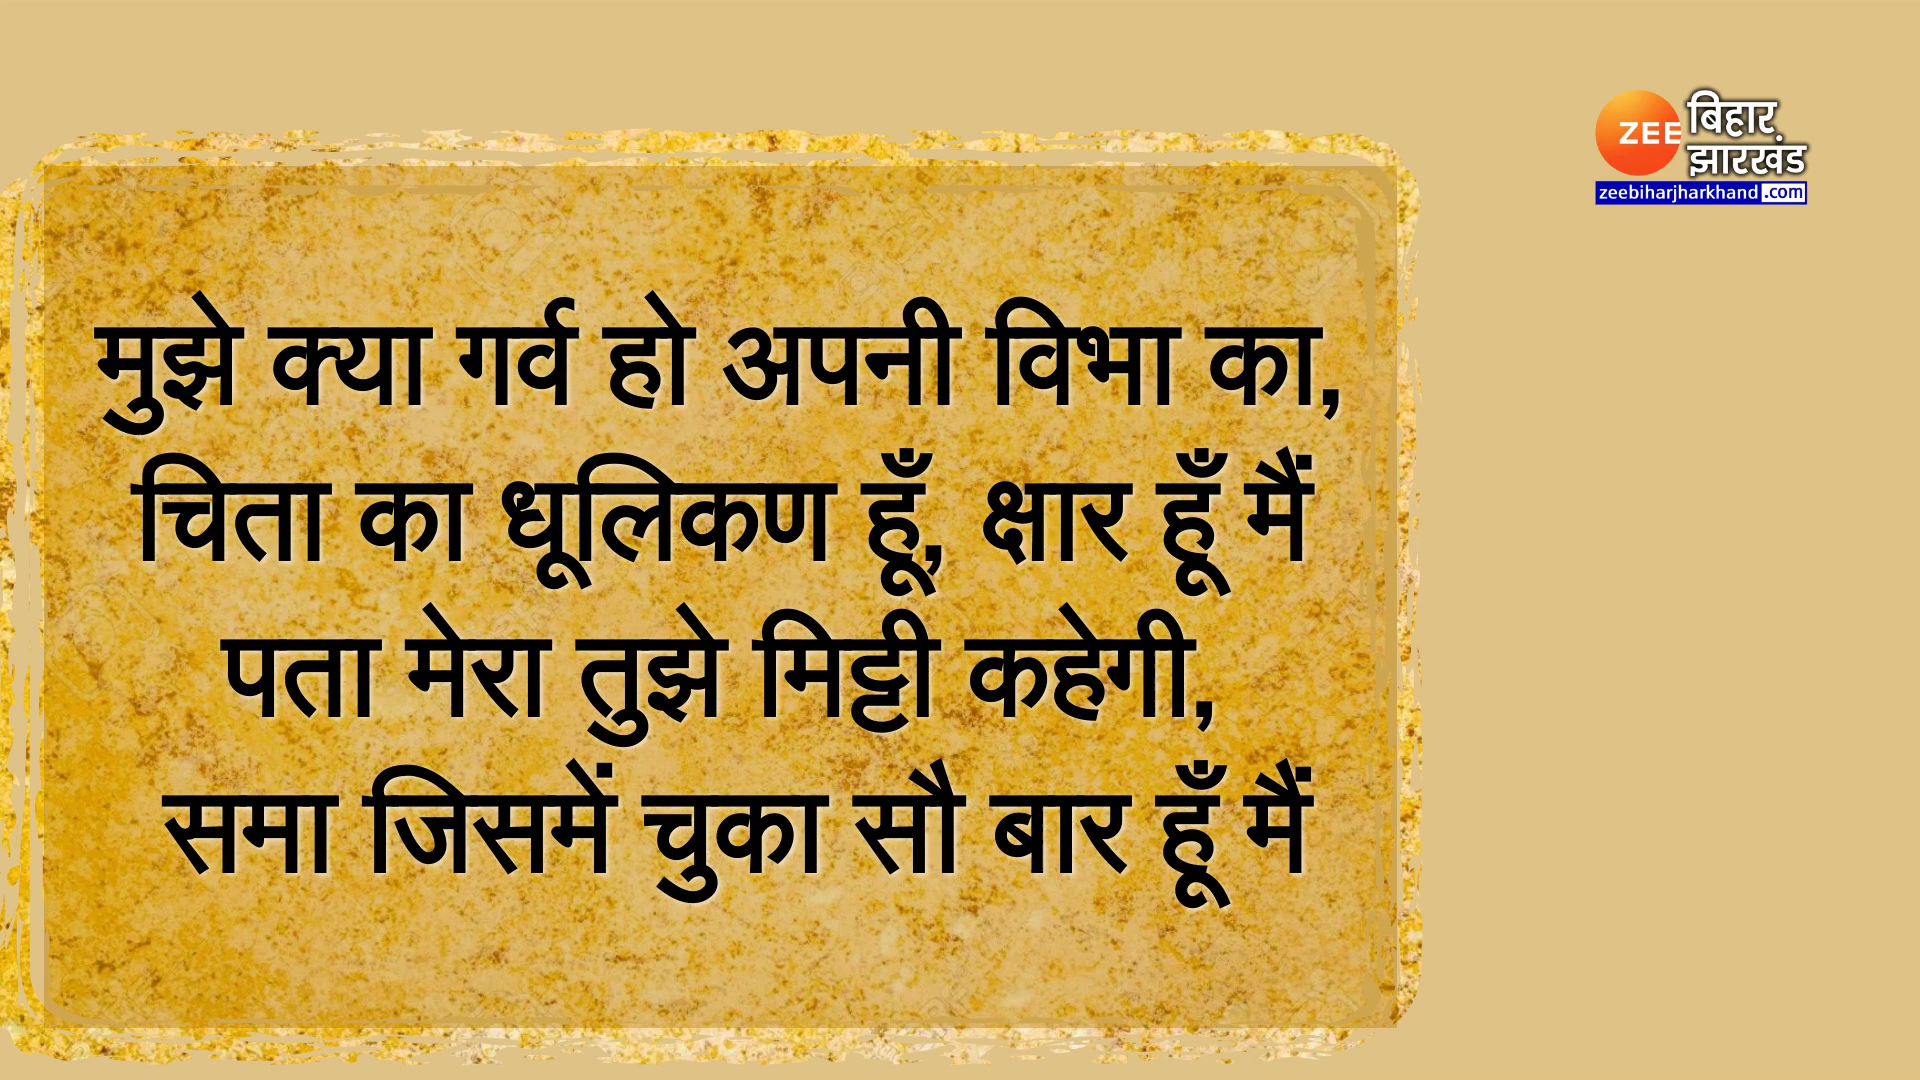 ZEE बिहार झारखंड
zeebiharjharkhand.com
मुझे क्या गर्व हो अपनी विभा का,
चिता का धूलिकण हूँ, क्षार हूँ मैं
पता मेरा तुझे मिट्टी कहेगी,
समा जिसमें चुका सौ बार हूँ मैं